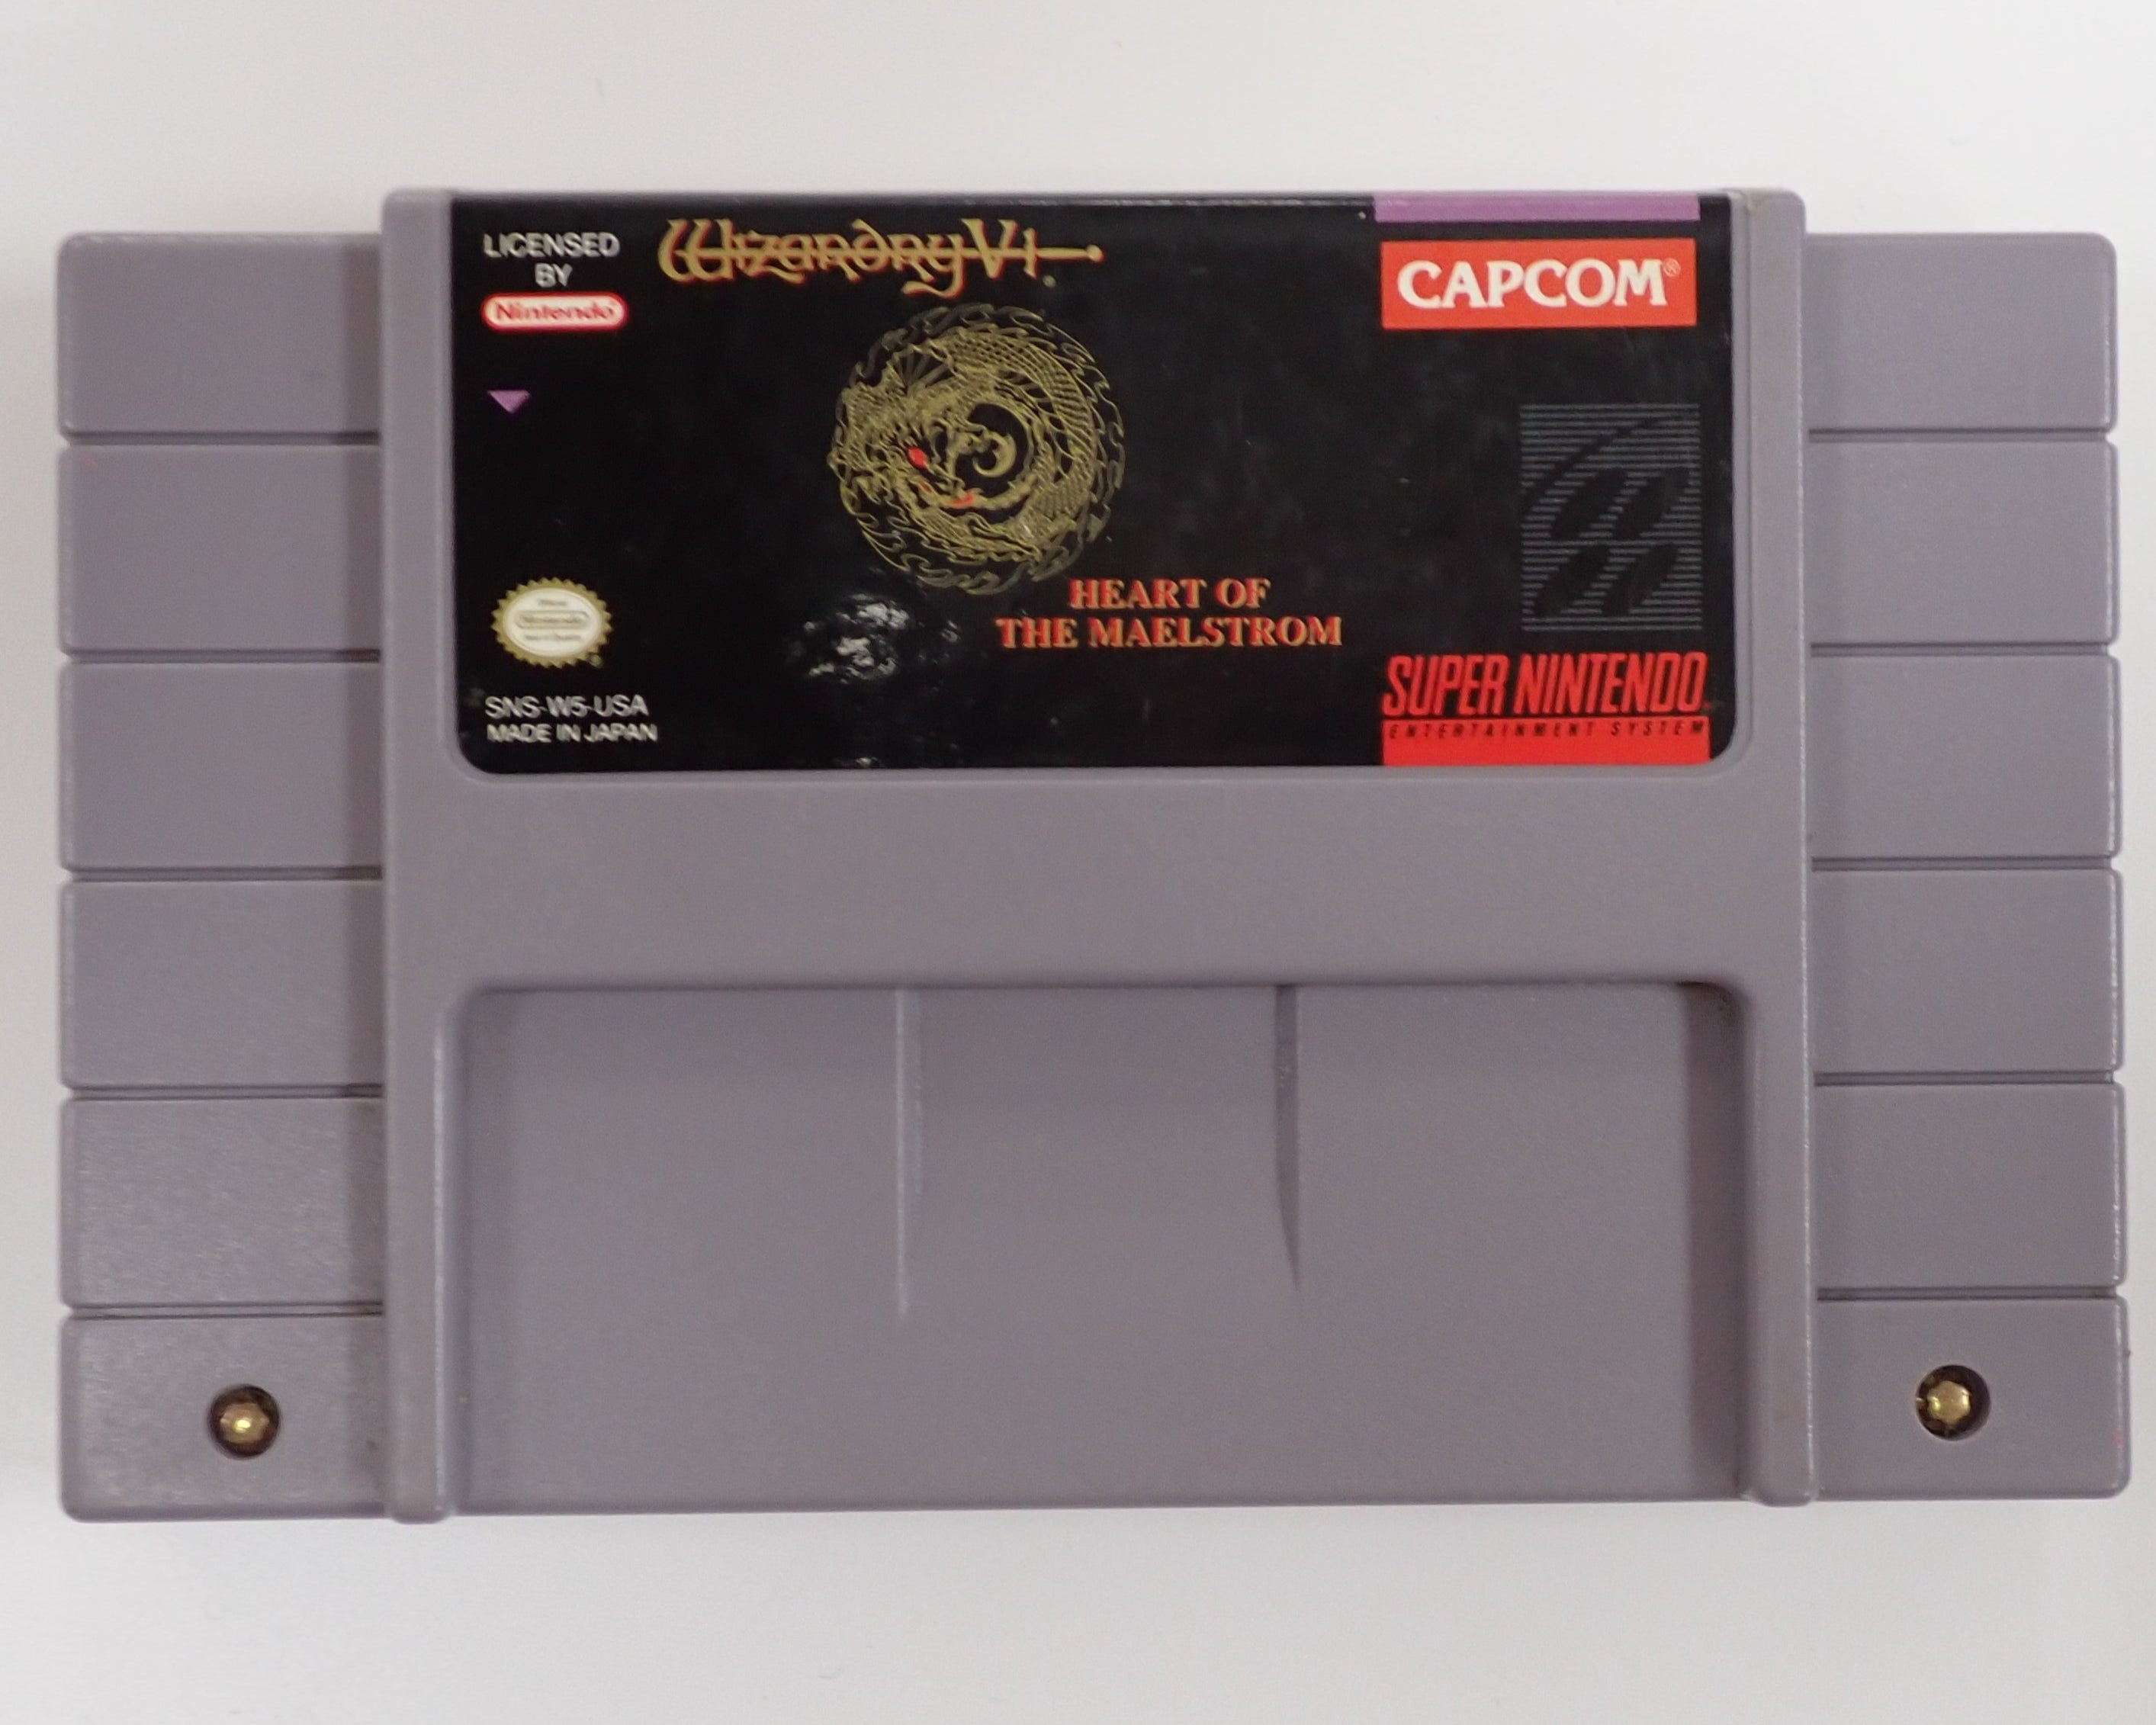 LICENSED
BY
Nintendo
Wizardry VI
CAPCOM®
HEART OF
THE MAELSTROM
Nintendo
SNS-W5-USA
MADE IN JAPAN
SUPER NINTENDO
ENTERTAINMENT SYSTEM